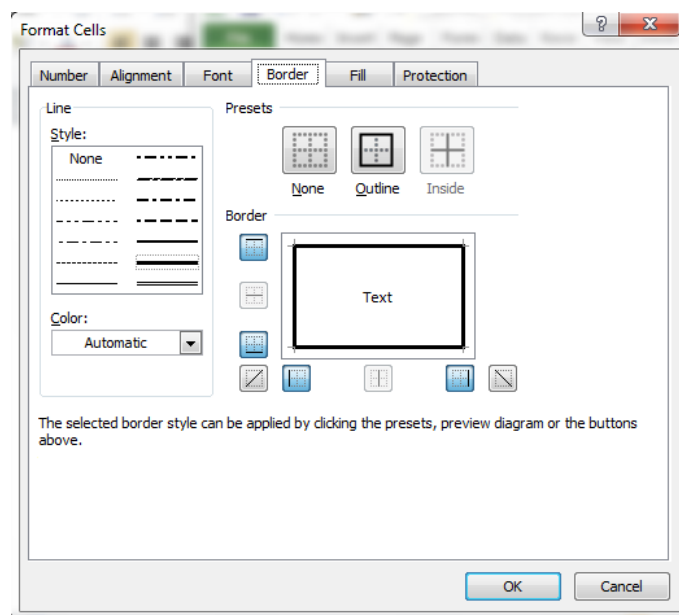 Format Cells
Number Alignment Font Border Fill Protection
Line
Style:
None
Color:
Automatic
Presets
None Outline Inside
Border
Text
The selected border style can be applied by clicking the presets, preview diagram or the buttons
above.
OK Cancel